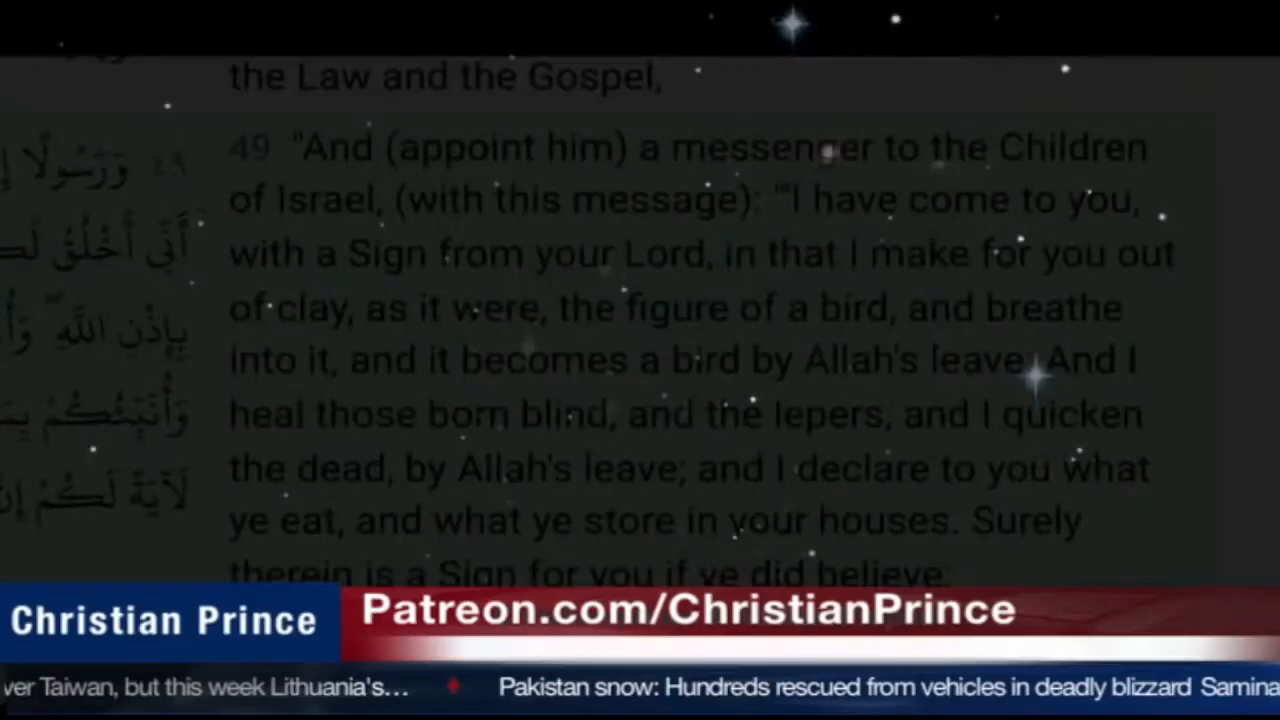 the Law and the Gospel,
49 "And (appoint him) a messenger to the Children
of Israel, (with this message): "'I have come to you,
with a Sign from your Lord, in that I make for you out
of clay, as it were, the figure of a bird, and breathe
into it, and it becomes a bird by Allah's leave: And I
heal those born blind, and the lepers, and I quicken
the dead, by Allah's leave; and I declare to you what
ye eat, and what ye store in your houses. Surely
therein is a Sign for you if ye did believe;
٤٩ وَرَسُولًا
أَنِّي أَخْلُقُ
بِإِذْنِ اللَّهِ ۖ
وَأُنَبِّئُكُمْ
لَآيَةً لَكُمْ
Christian Prince
Patreon.com/ChristianPrince
ver Taiwan, but this week Lithuania's... Pakistan snow: Hundreds rescued from vehicles in deadly blizzard Samina